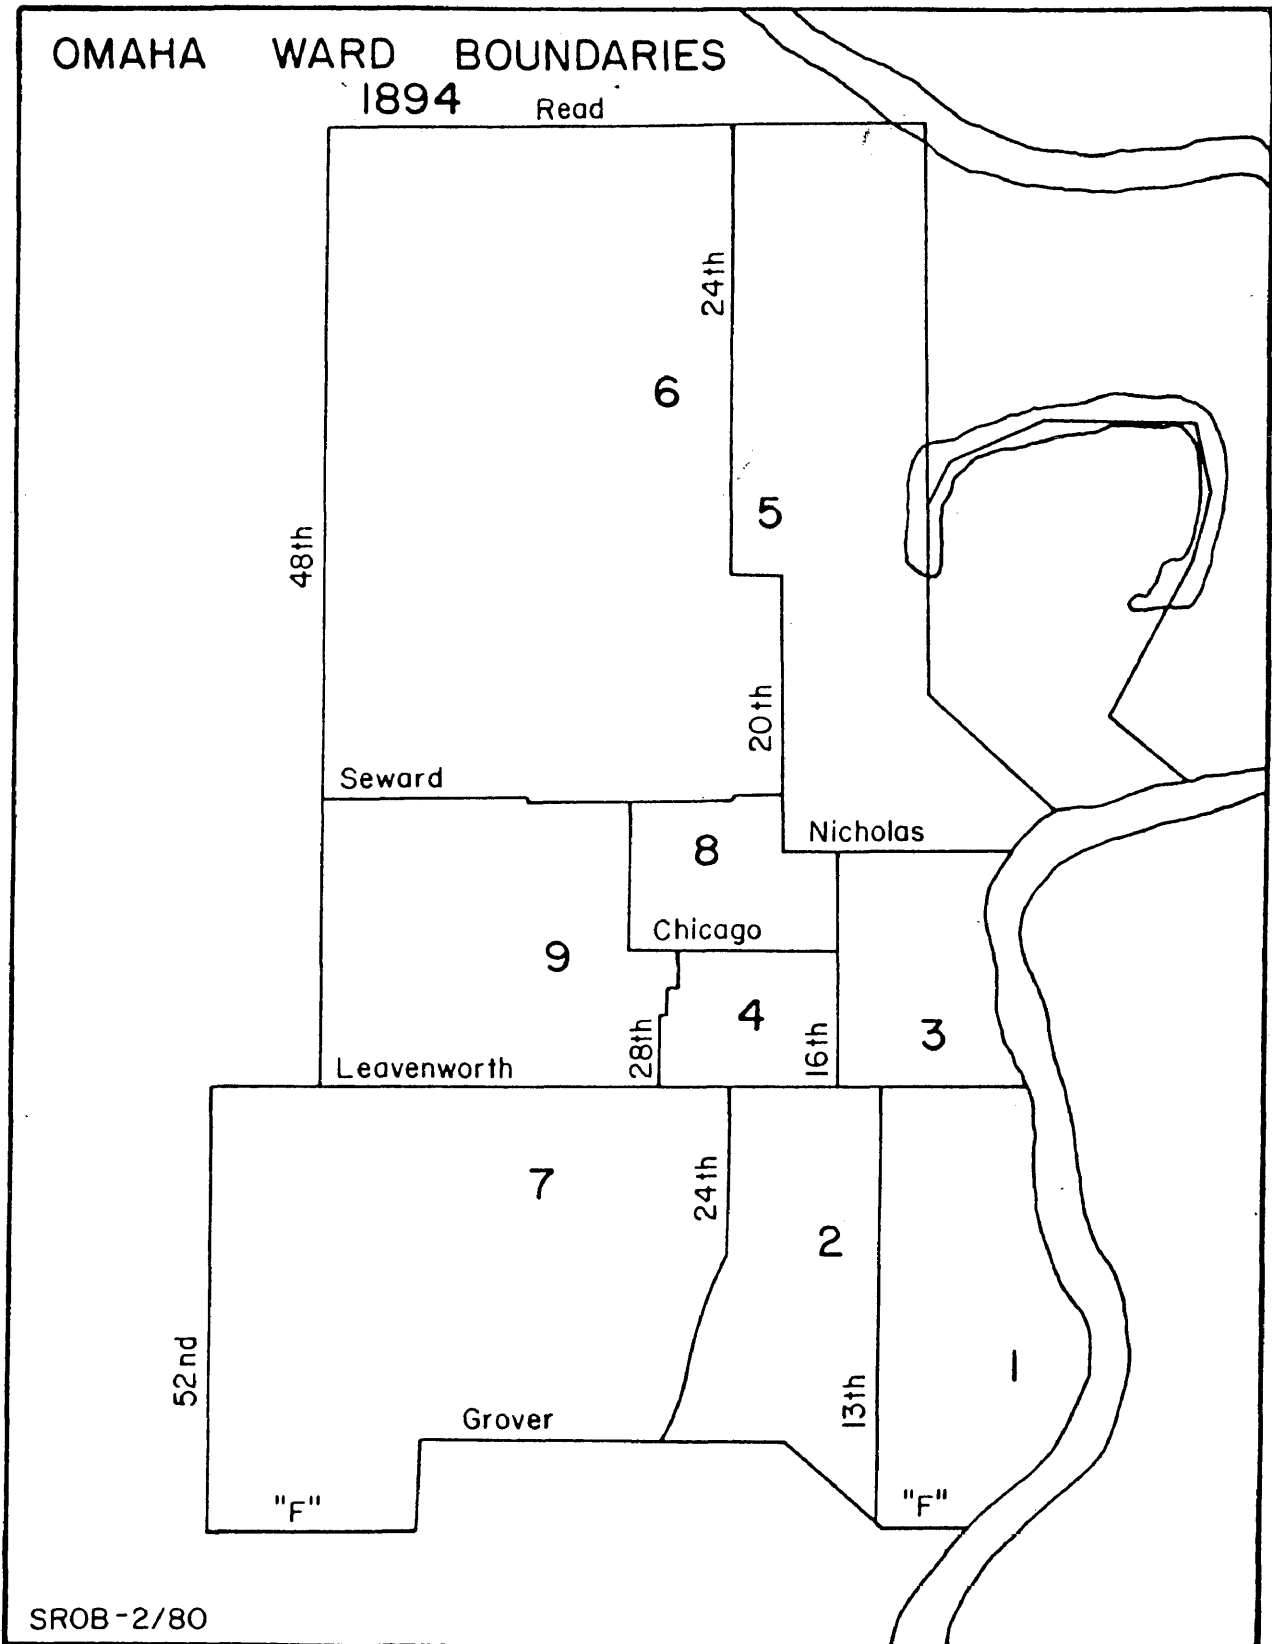 OMAHA WARD BOUNDARIES
1894
Read
24th
6
5
48th
20th
Seward
Nicholas
8
Chicago
9
4
3
28th
16th
Leavenworth
7
24th
2
52nd
1
13th
Grover
"F"
"F"
SROB-2/80